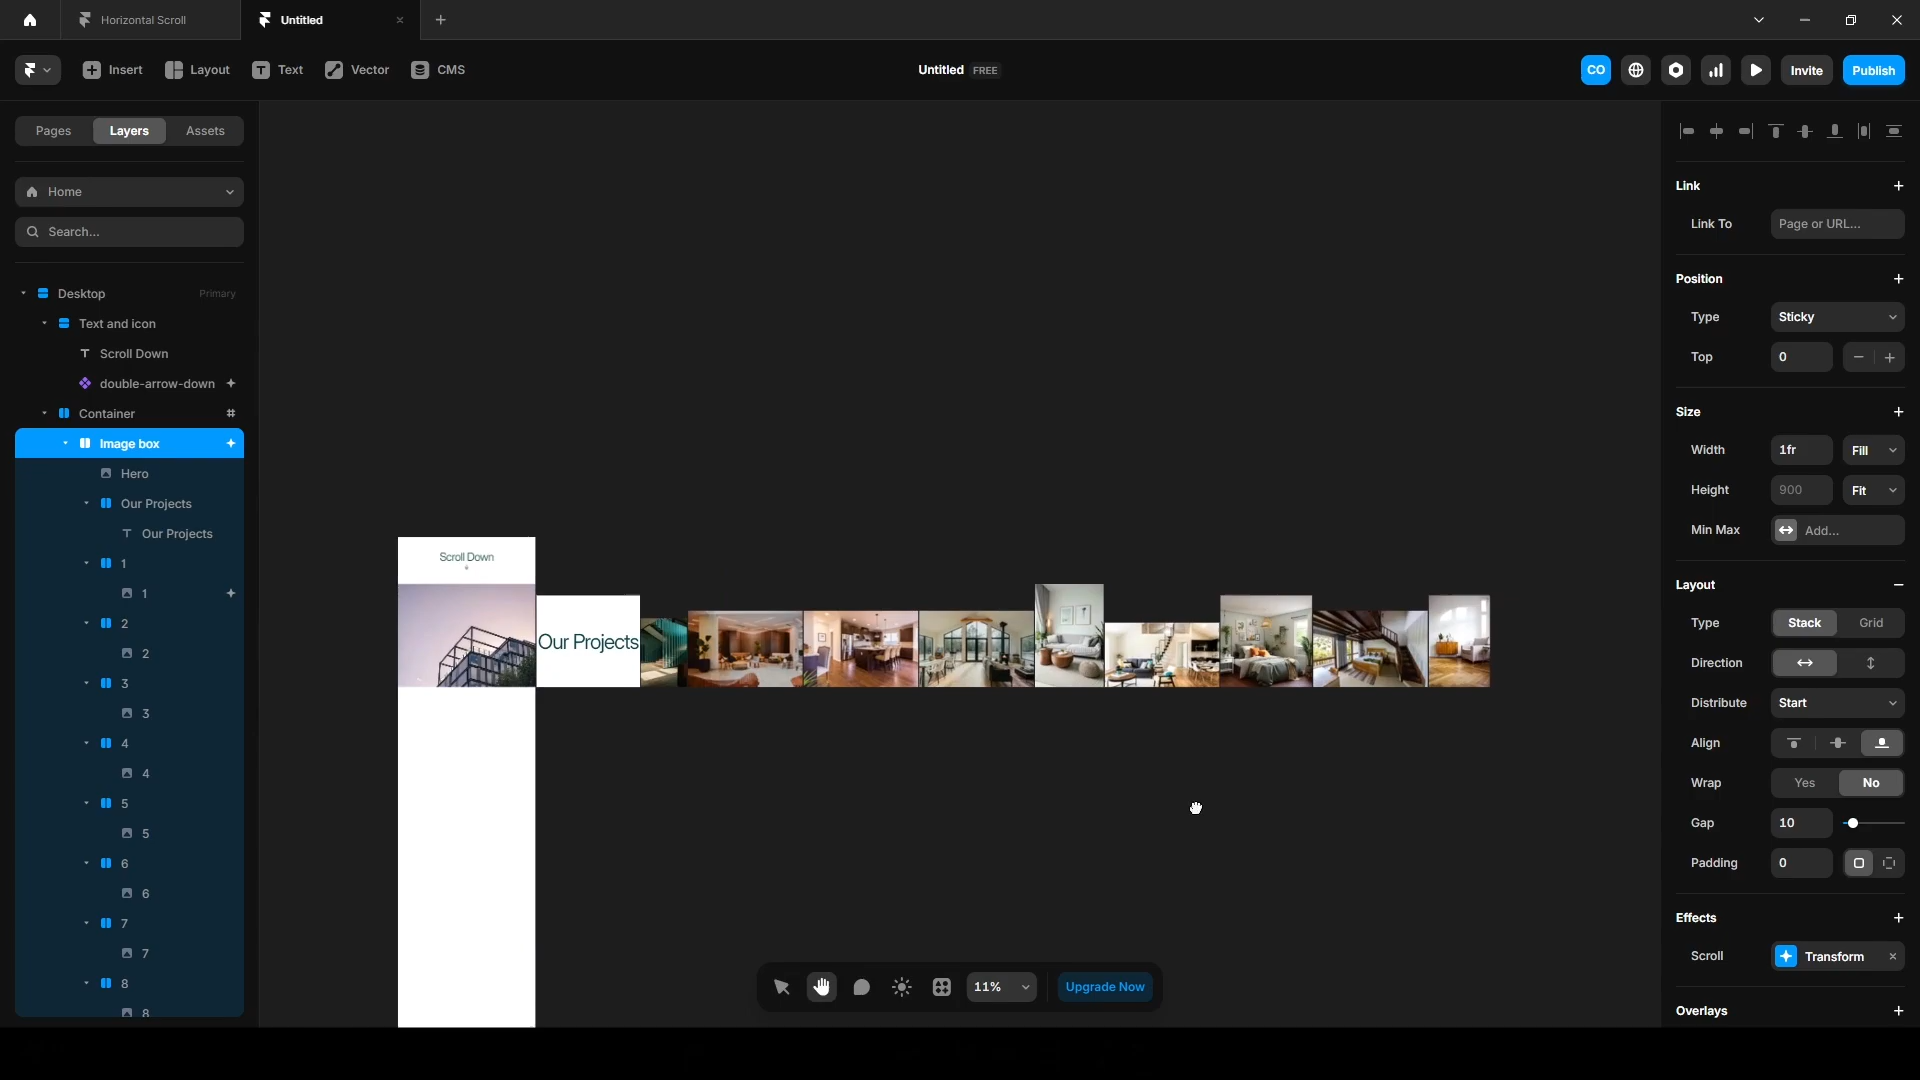 Horizontal Scroll
Untitled
Insert
Layout
Text
Vector
CMS
Untitled FREE
CO
Invite
Publish
Pages
Layers
Assets
Home
Search...
Desktop
Primary
Text and icon
Scroll Down
double-arrow-down
Container
Image box
Hero
Our Projects
Our Projects
1
1
2
2
3
3
4
4
5
5
6
6
7
7
8
8
Scroll Down
Our Projects
11%
Upgrade Now
Link
Link To
Page or URL...
Position
Type
Sticky
Top
0
Size
Width
1fr
Fill
Height
900
Fit
Min Max
Add...
Layout
Type
Stack
Grid
Direction
Distribute
Start
Align
Wrap
Yes
No
Gap
10
Padding
0
Effects
Scroll
Transform
Overlays